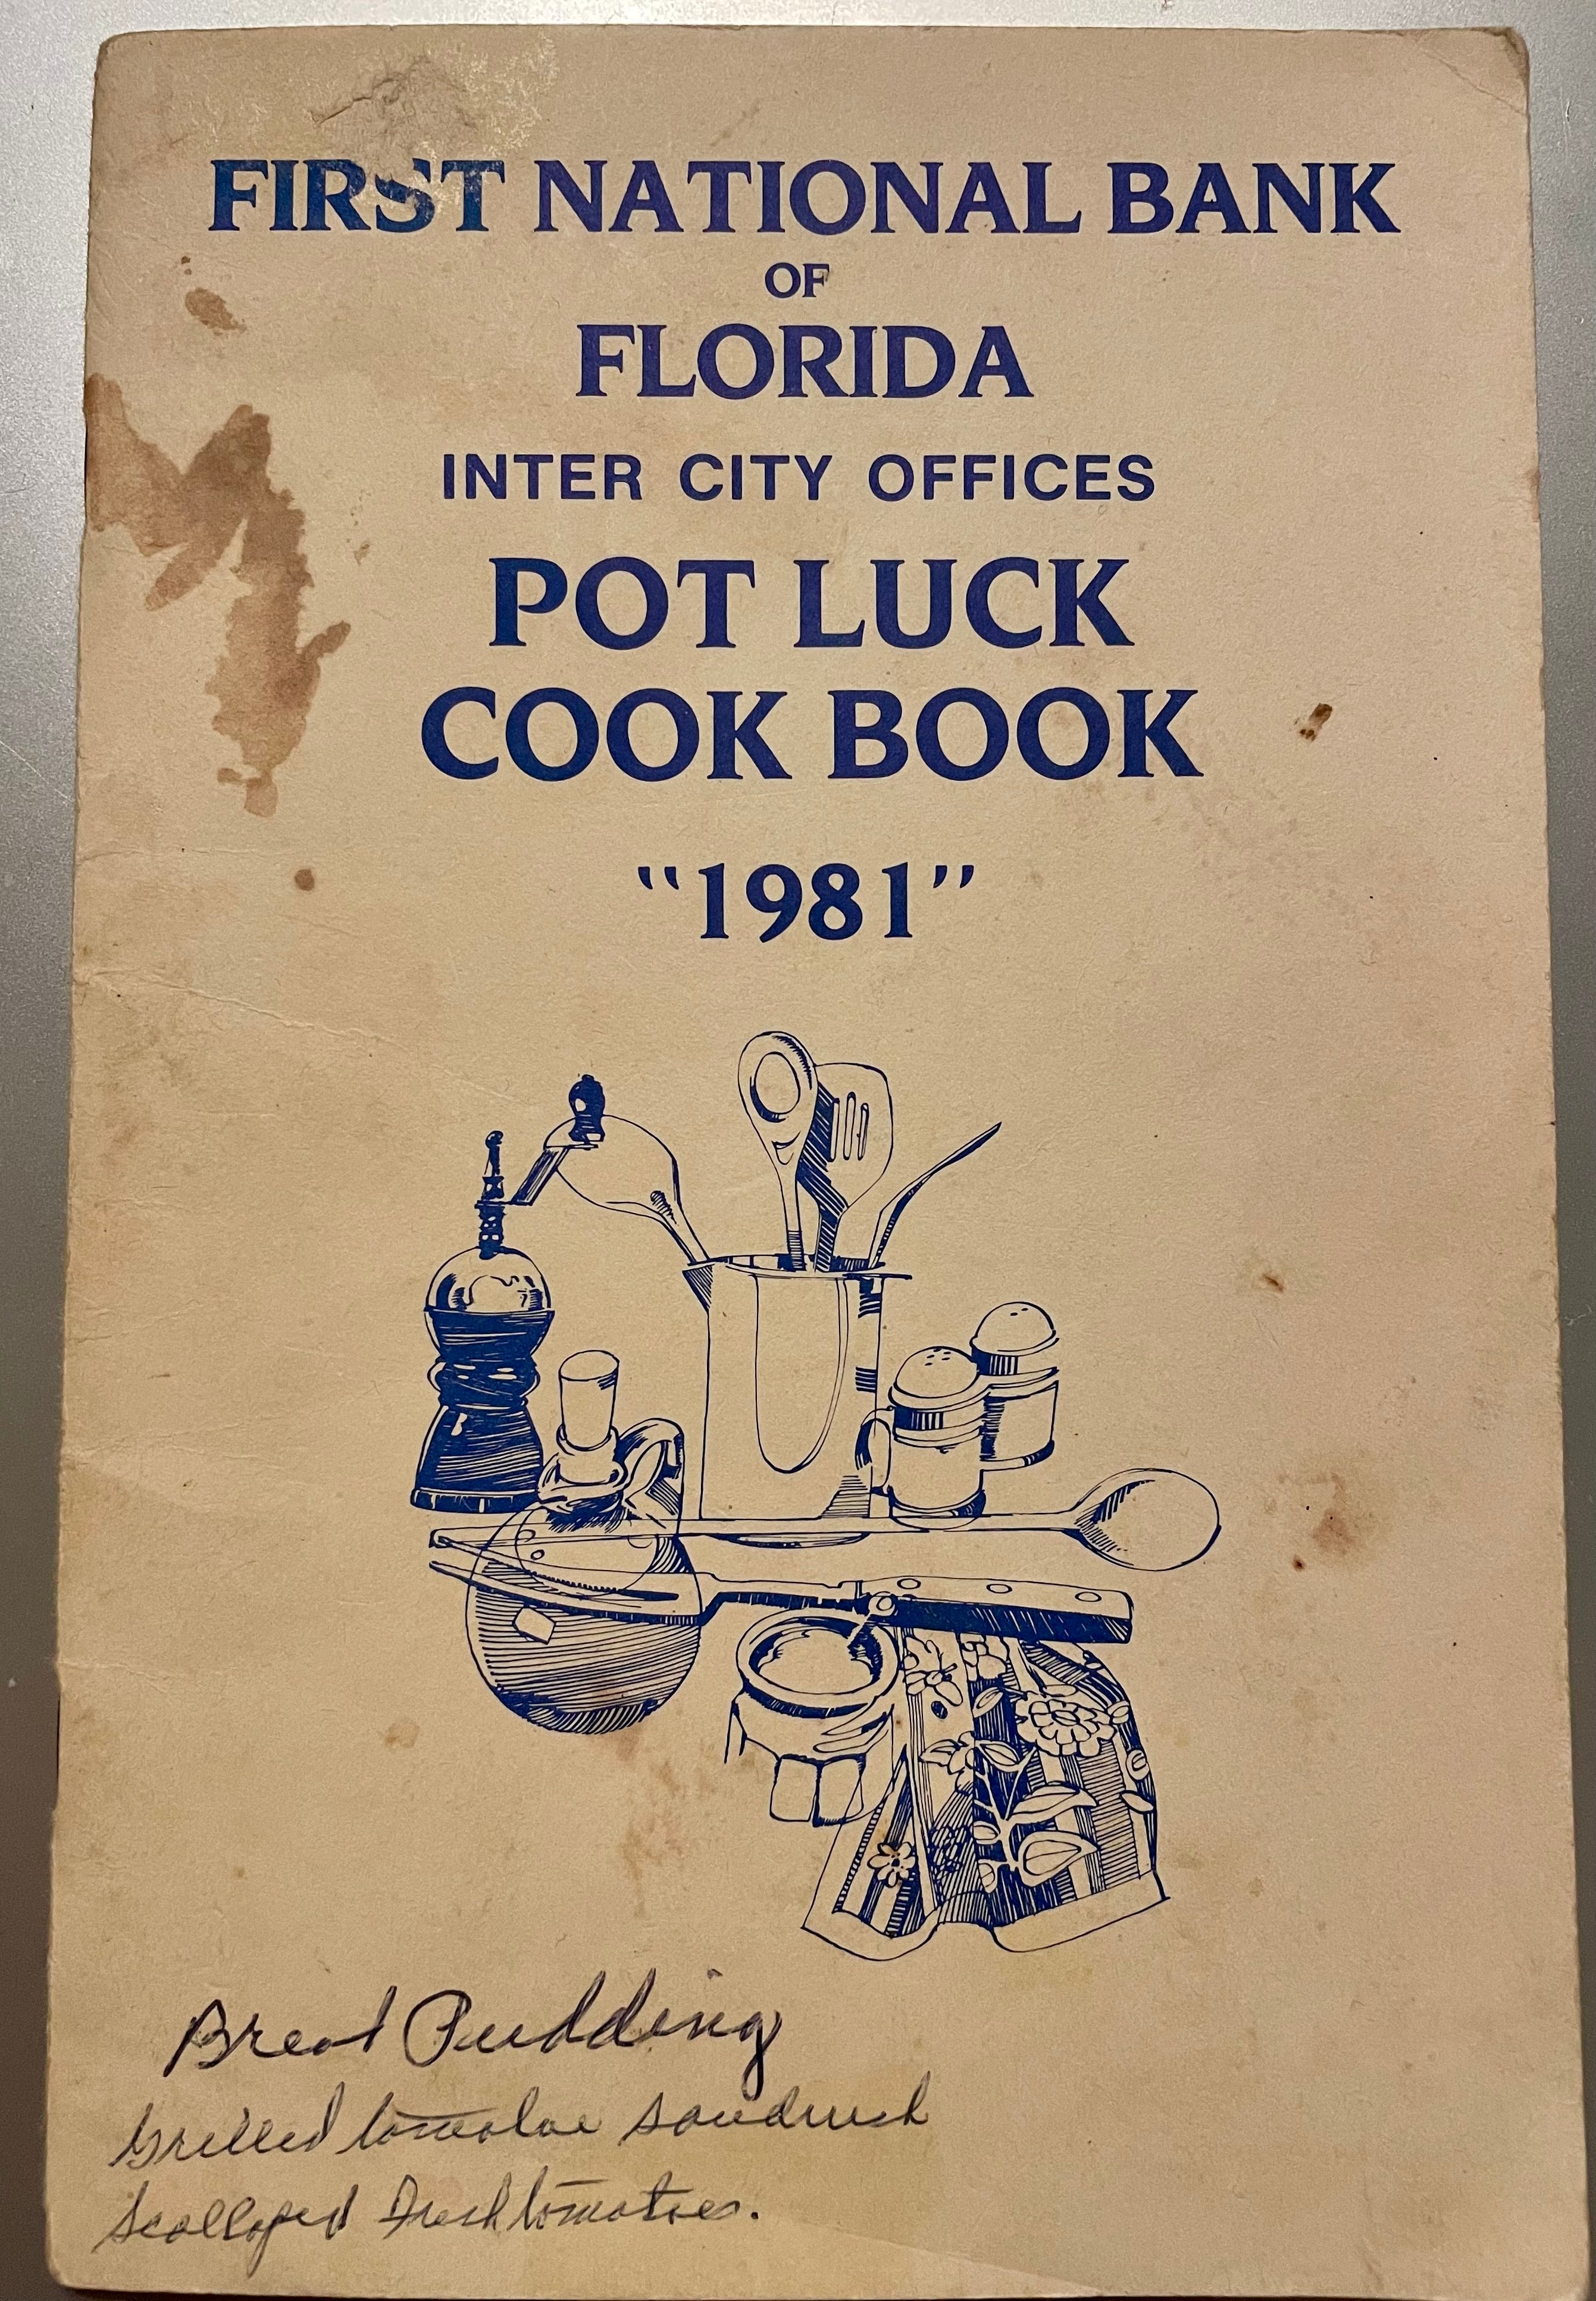 FIRST NATIONAL BANK
OF
FLORIDA
INTER CITY OFFICES
POT LUCK
COOK BOOK
"1981"
Bread Pudding
Grilled tomatoe sandwich
Scalloped Fresh tomatoes.